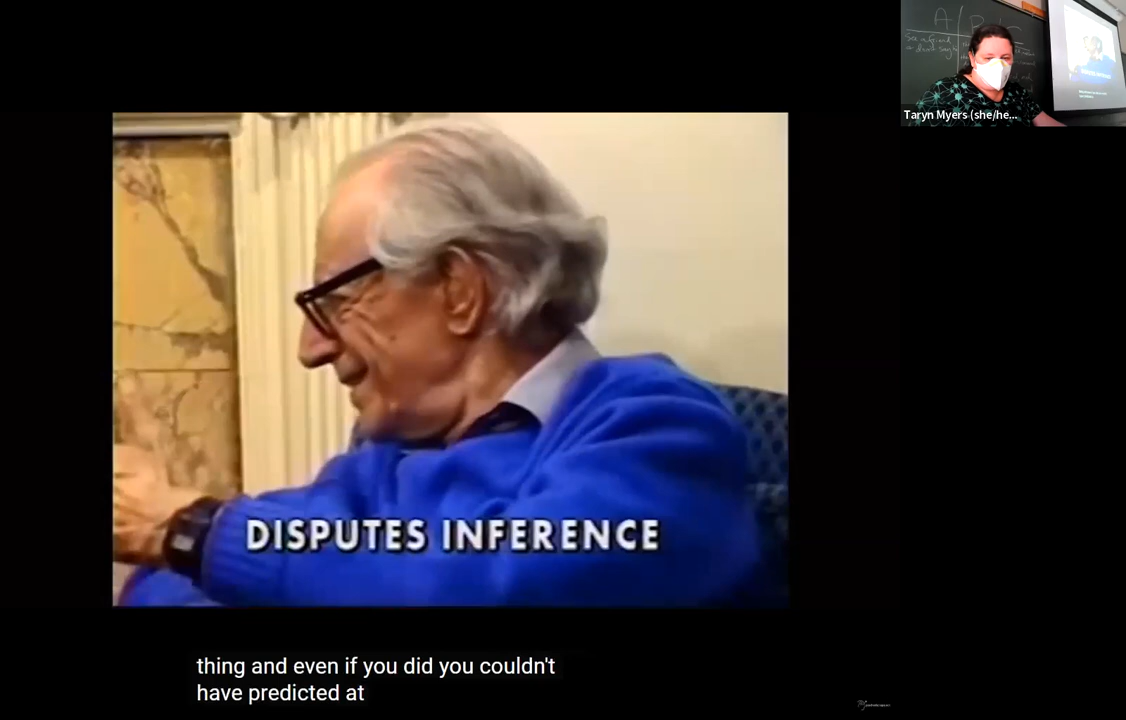 Taryn Myers (she/he...
DISPUTES INFERENCE
thing and even if you did you couldn't
have predicted at